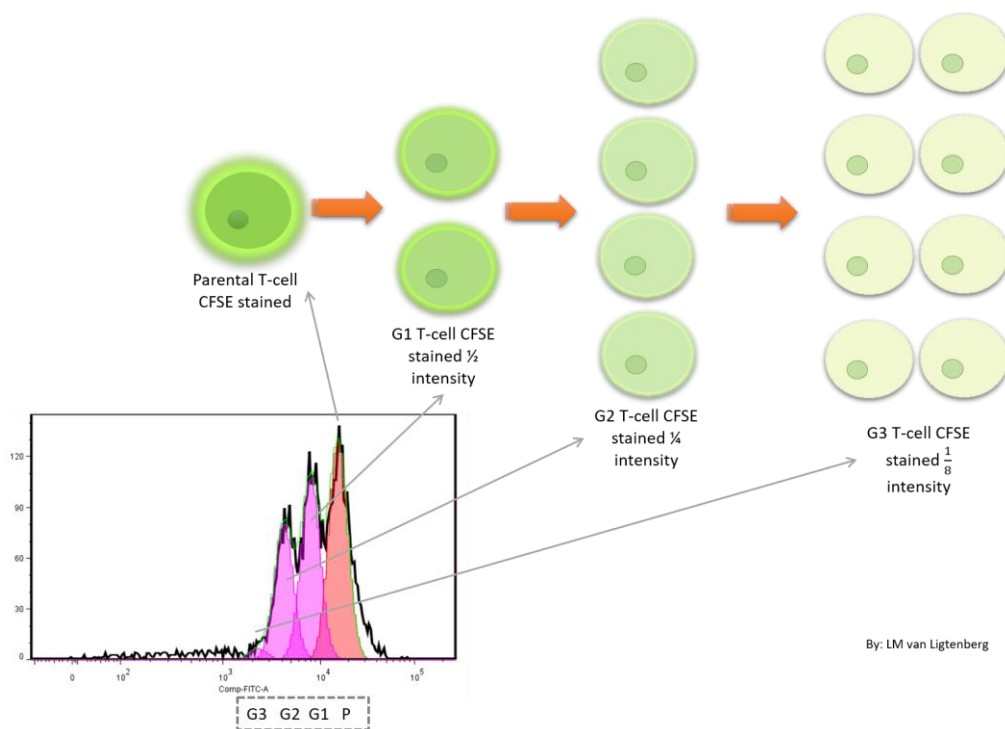 Parental T-cell
CFSE stained
G1 T-cell CFSE
stained ½
intensity
G2 T-cell CFSE
stained ¼
intensity
G3 T-cell CFSE
stained 1/8
intensity
120
90
60
30
0
0
10²
10³
10⁴
10⁵
Comp-FITC-A
G3 G2 G1 P
By: LM van Ligtenberg